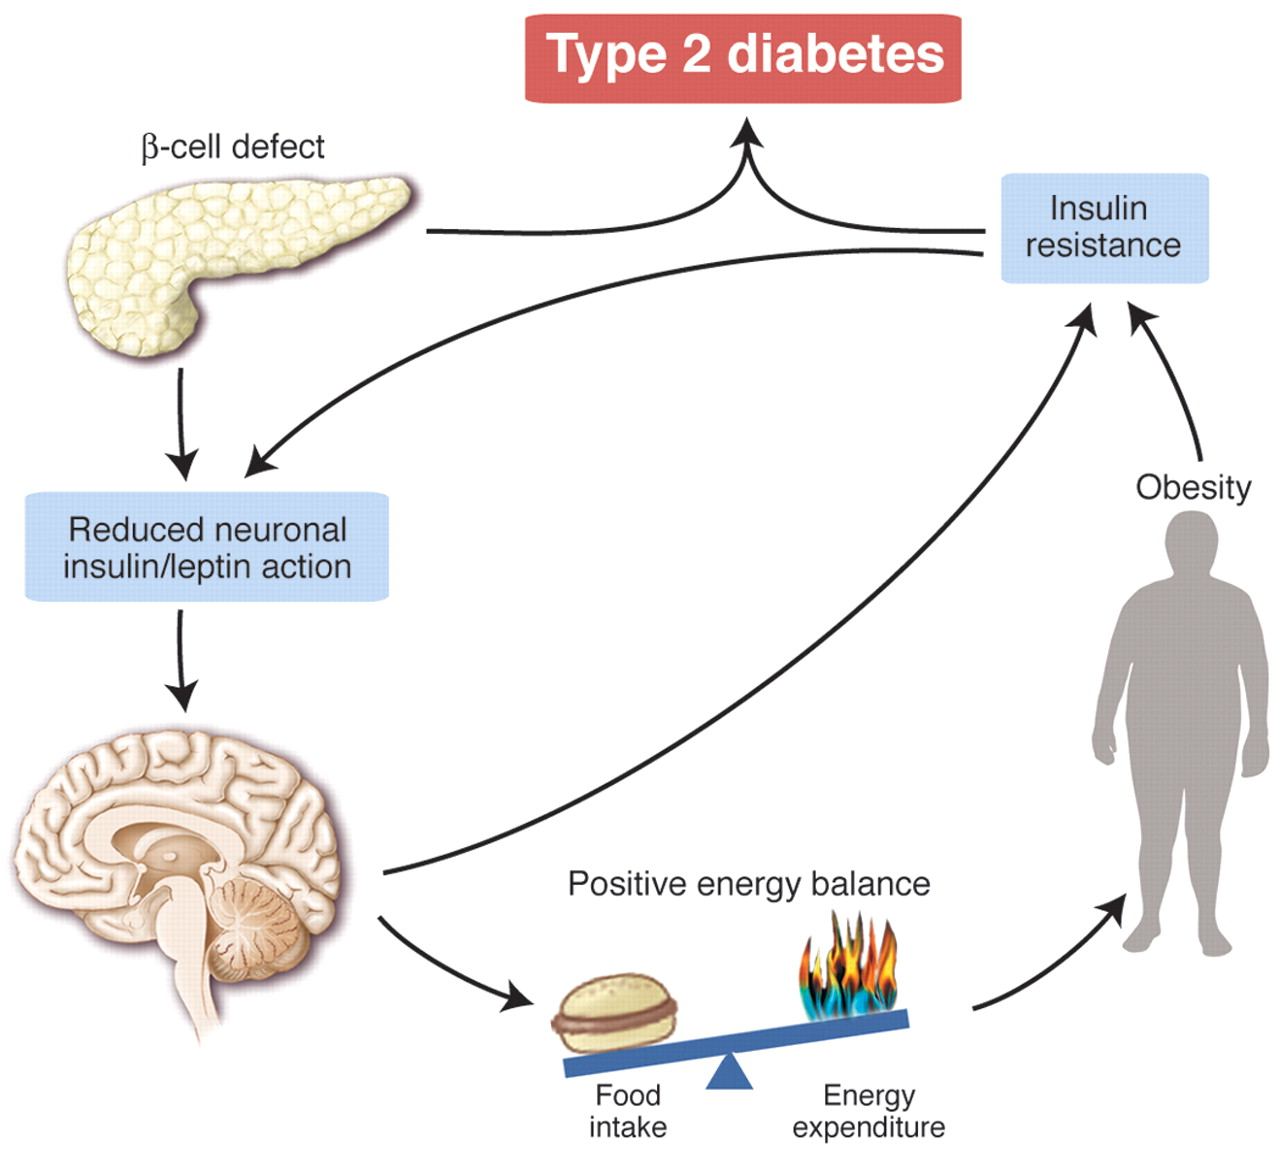 Type 2 diabetes
β-cell defect
Insulin
resistance
Reduced neuronal
insulin/leptin action
Obesity
Positive energy balance
Food
intake
Energy
expenditure